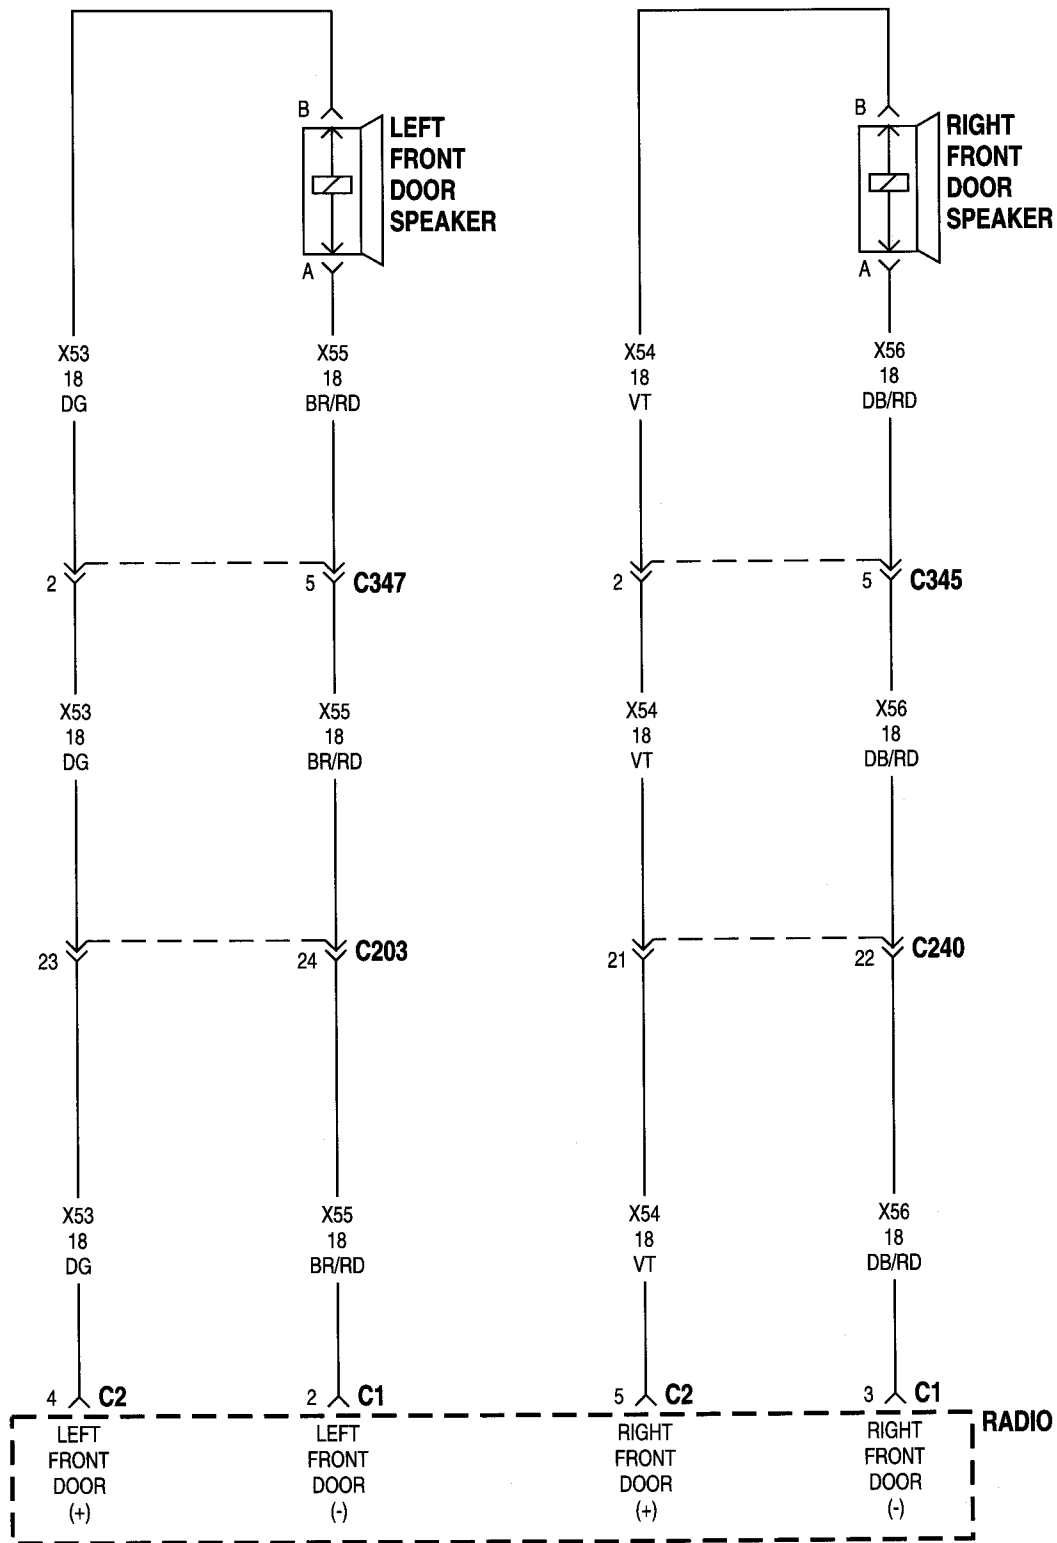 B
LEFT
FRONT
DOOR
SPEAKER
A
B
RIGHT
FRONT
DOOR
SPEAKER
A
X53
18
DG
X55
18
BR/RD
X54
18
VT
X56
18
DB/RD
2
5
C347
2
5
C345
X53
18
DG
X55
18
BR/RD
X54
18
VT
X56
18
DB/RD
23
24
C203
21
22
C240
X53
18
DG
X55
18
BR/RD
X54
18
VT
X56
18
DB/RD
4
C2
2
C1
5
C2
3
C1
RADIO
LEFT
FRONT
DOOR
(+)
LEFT
FRONT
DOOR
(-)
RIGHT
FRONT
DOOR
(+)
RIGHT
FRONT
DOOR
(-)